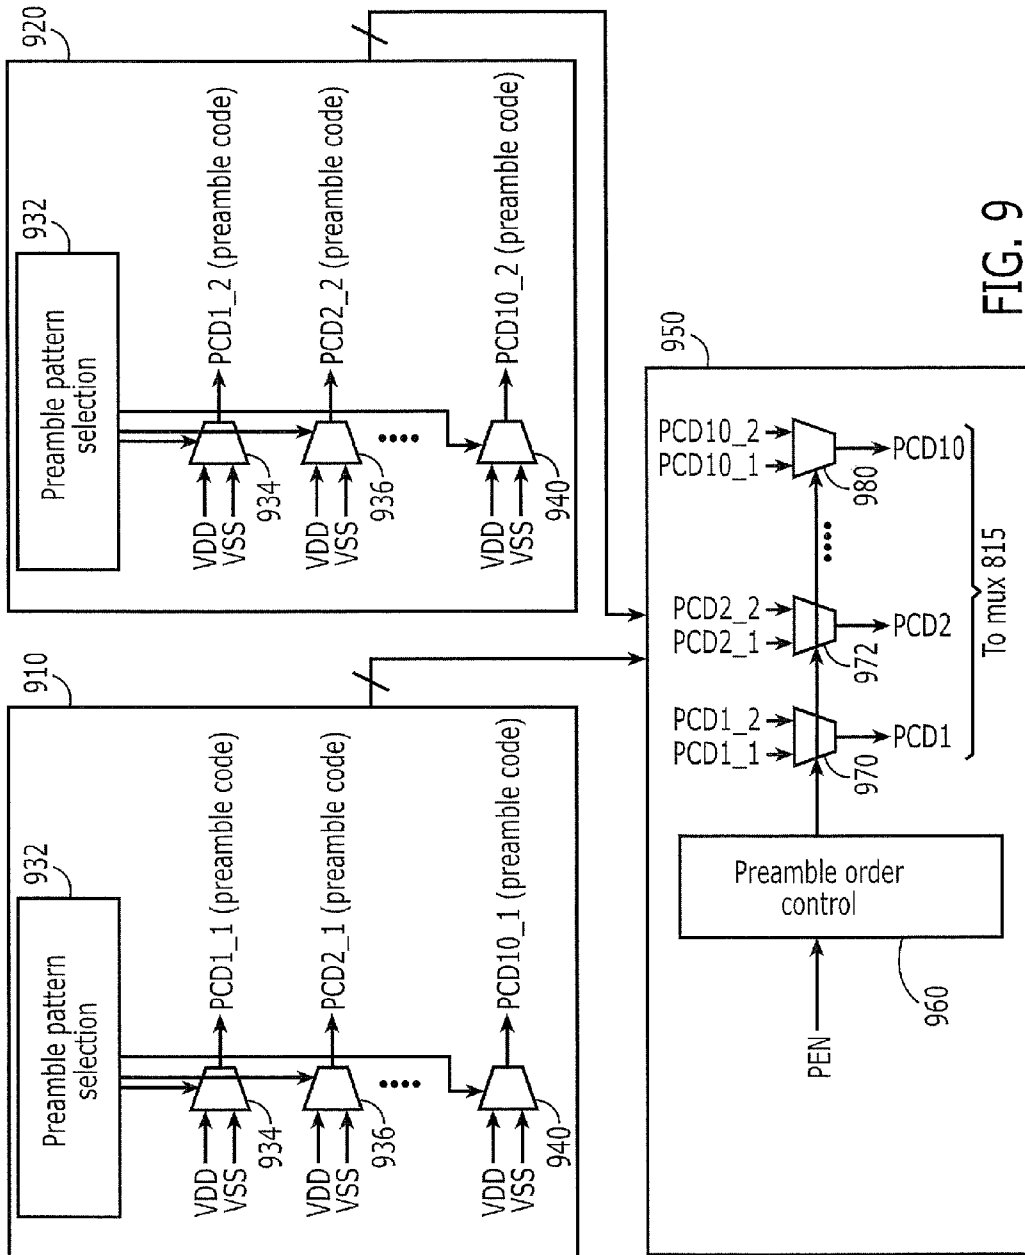 920
932
Preamble pattern
selection
VDD
VSS
934
PCD1_2 (preamble code)
VDD
VSS
936
PCD2_2 (preamble code)
VDD
VSS
940
PCD10_2 (preamble code)
910
932
Preamble pattern
selection
VDD
VSS
934
PCD1_1 (preamble code)
VDD
VSS
936
PCD2_1 (preamble code)
VDD
VSS
940
PCD10_1 (preamble code)
950
PEN
Preamble order
control
960
PCD1_2
PCD1_1
970
PCD1
PCD2_2
PCD2_1
972
PCD2
PCD10_2
PCD10_1
980
PCD10
To mux 815
FIG. 9